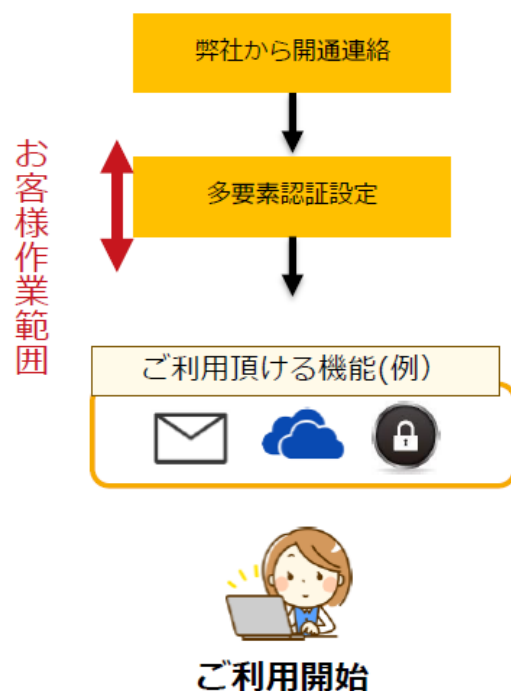 弊社から開通連絡
お客様作業範囲
多要素認証設定
ご利用頂ける機能(例）
ご利用開始